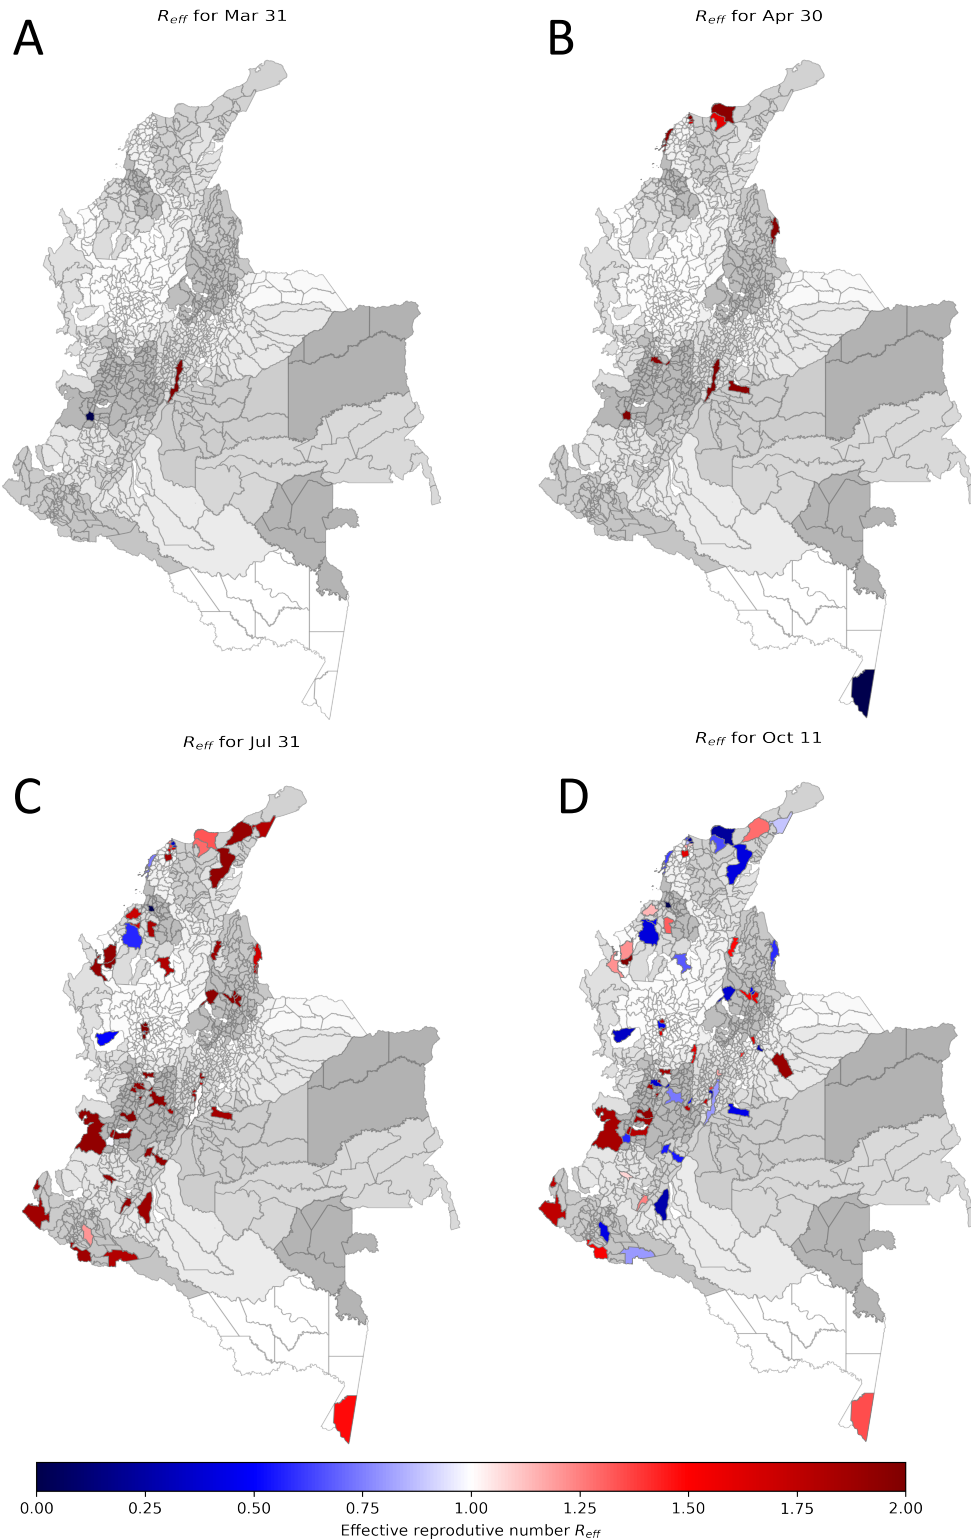 R_eff for Mar 31
A
R_eff for Apr 30
B
R_eff for Jul 31
C
R_eff for Oct 11
D
0.00 0.25 0.50 0.75 1.00 1.25 1.50 1.75 2.00
Effective reprodutive number R_eff